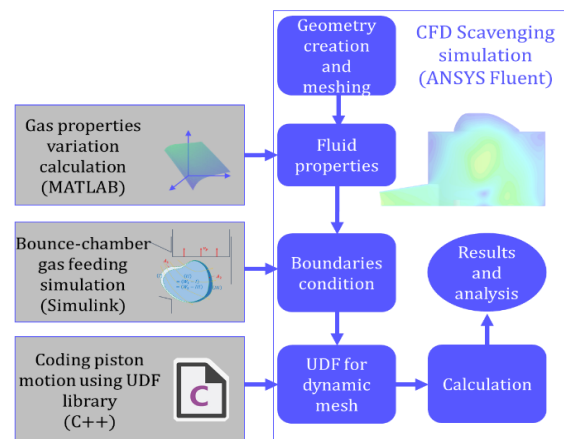 Geometry
creation
and
meshing
CFD Scavenging
simulation
(ANSYS Fluent)
Gas properties
variation
calculation
(MATLAB)
Fluid
properties
Bounce-chamber
gas feeding
simulation
(Simulink)
Boundaries
condition
Results
and
analysis
Coding piston
motion using UDF
library
(C++)
C
UDF for
dynamic
mesh
Calculation